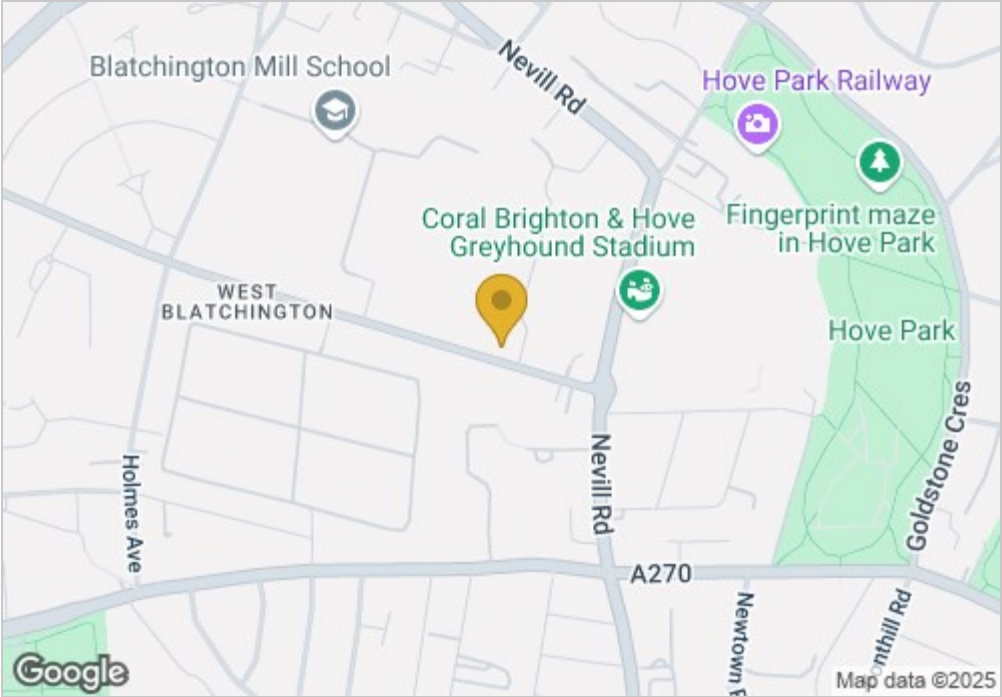 Nevill Rd
Blatchington Mill School
Hove Park Railway
Coral Brighton & Hove
Greyhound Stadium
Fingerprint maze
in Hove Park
WEST
BLATCHINGTON
Hove Park
Goldstone Cres
Nevill Rd
Holmes Ave
A270
Newtown
Google
Map data ©2025